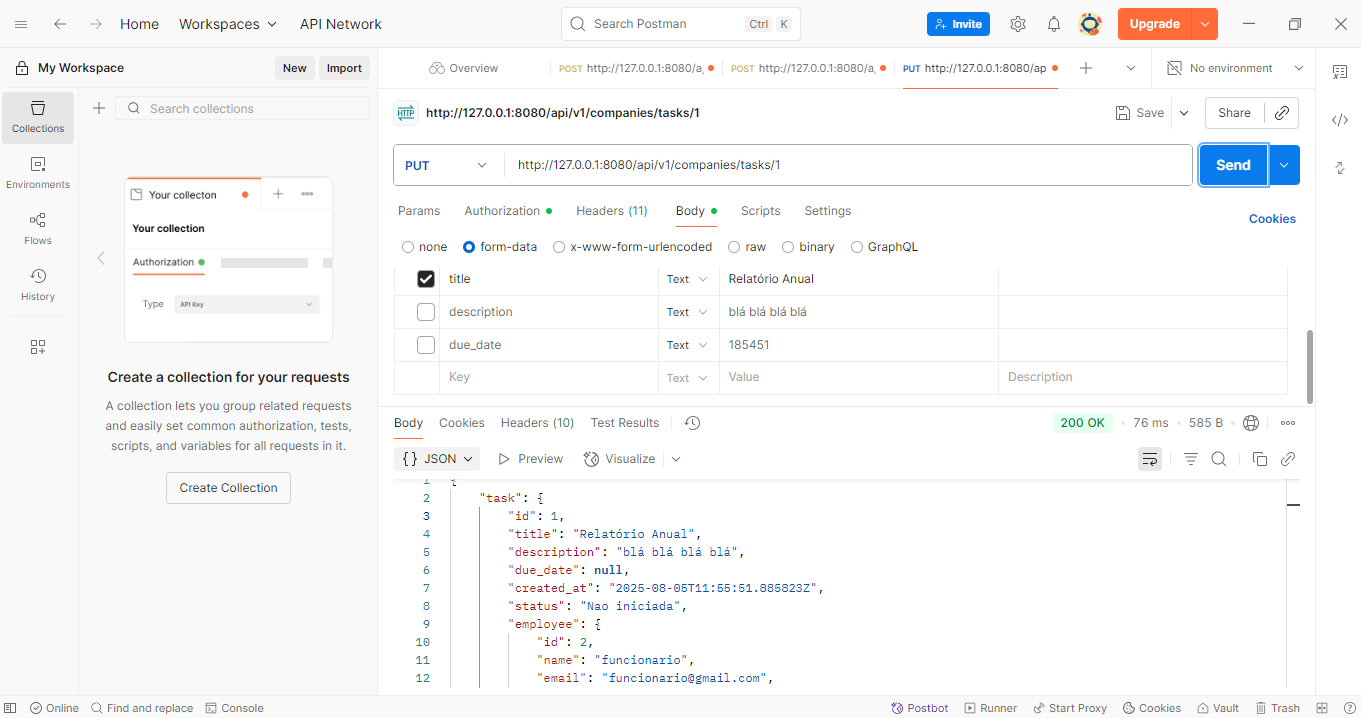 Home Workspaces API Network Search Postman Ctrl K Invite Upgrade
My Workspace New Import Overview POST http://127.0.0.1:8080/a POST http://127.0.0.1:8080/a PUT http://127.0.0.1:8080/ap No environment
Collections
Search collections
HTTP http://127.0.0.1:8080/api/v1/companies/tasks/1 Save Share
Environments
Flows
History
PUT http://127.0.0.1:8080/api/v1/companies/tasks/1 Send
Your collecton
Your collection
Authorization
Type API Key
Create a collection for your requests
A collection lets you group related requests
and easily set common authorization, tests,
scripts, and variables for all requests in it.
Create Collection
Params Authorization Headers (11) Body Scripts Settings Cookies
none form-data x-www-form-urlencoded raw binary GraphQL
title Text Relatório Anual
description Text blá blá blá blá
due_date Text 185451
Key Text Value Description
Body Cookies Headers (10) Test Results 200 OK • 76 ms • 585 B
{} JSON Preview Visualize
1 {
2 "task": {
3 "id": 1,
4 "title": "Relatório Anual",
5 "description": "blá blá blá blá",
6 "due_date": null,
7 "created_at": "2025-08-05T11:55:51.885823Z",
8 "status": "Nao iniciada",
9 "employee": {
10 "id": 2,
11 "name": "funcionario",
12 "email": "funcionario@gmail.com",
Online Find and replace Console Postbot Runner Start Proxy Cookies Vault Trash